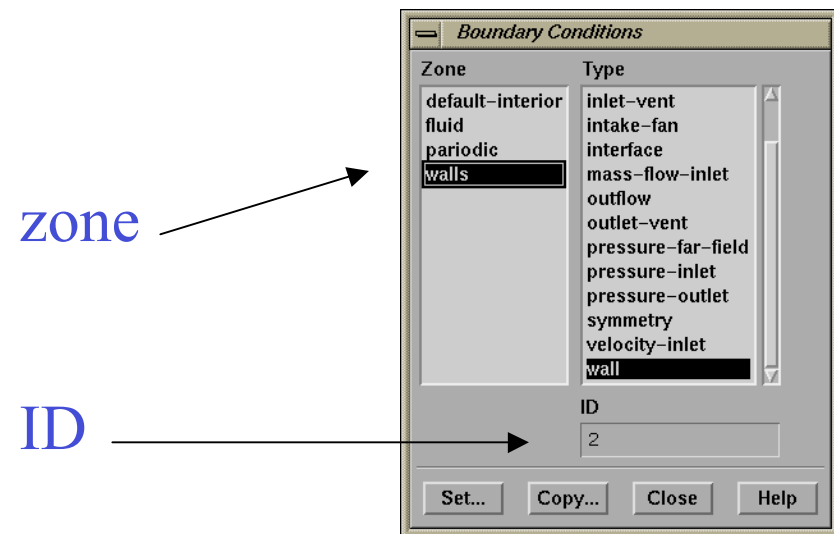 Boundary Conditions
Zone
default-interior
fluid
pariodic
walls
Type
inlet-vent
intake-fan
interface
mass-flow-inlet
outflow
outlet-vent
pressure-far-field
pressure-inlet
pressure-outlet
symmetry
velocity-inlet
wall
zone
ID
ID
2
Set... Copy... Close Help